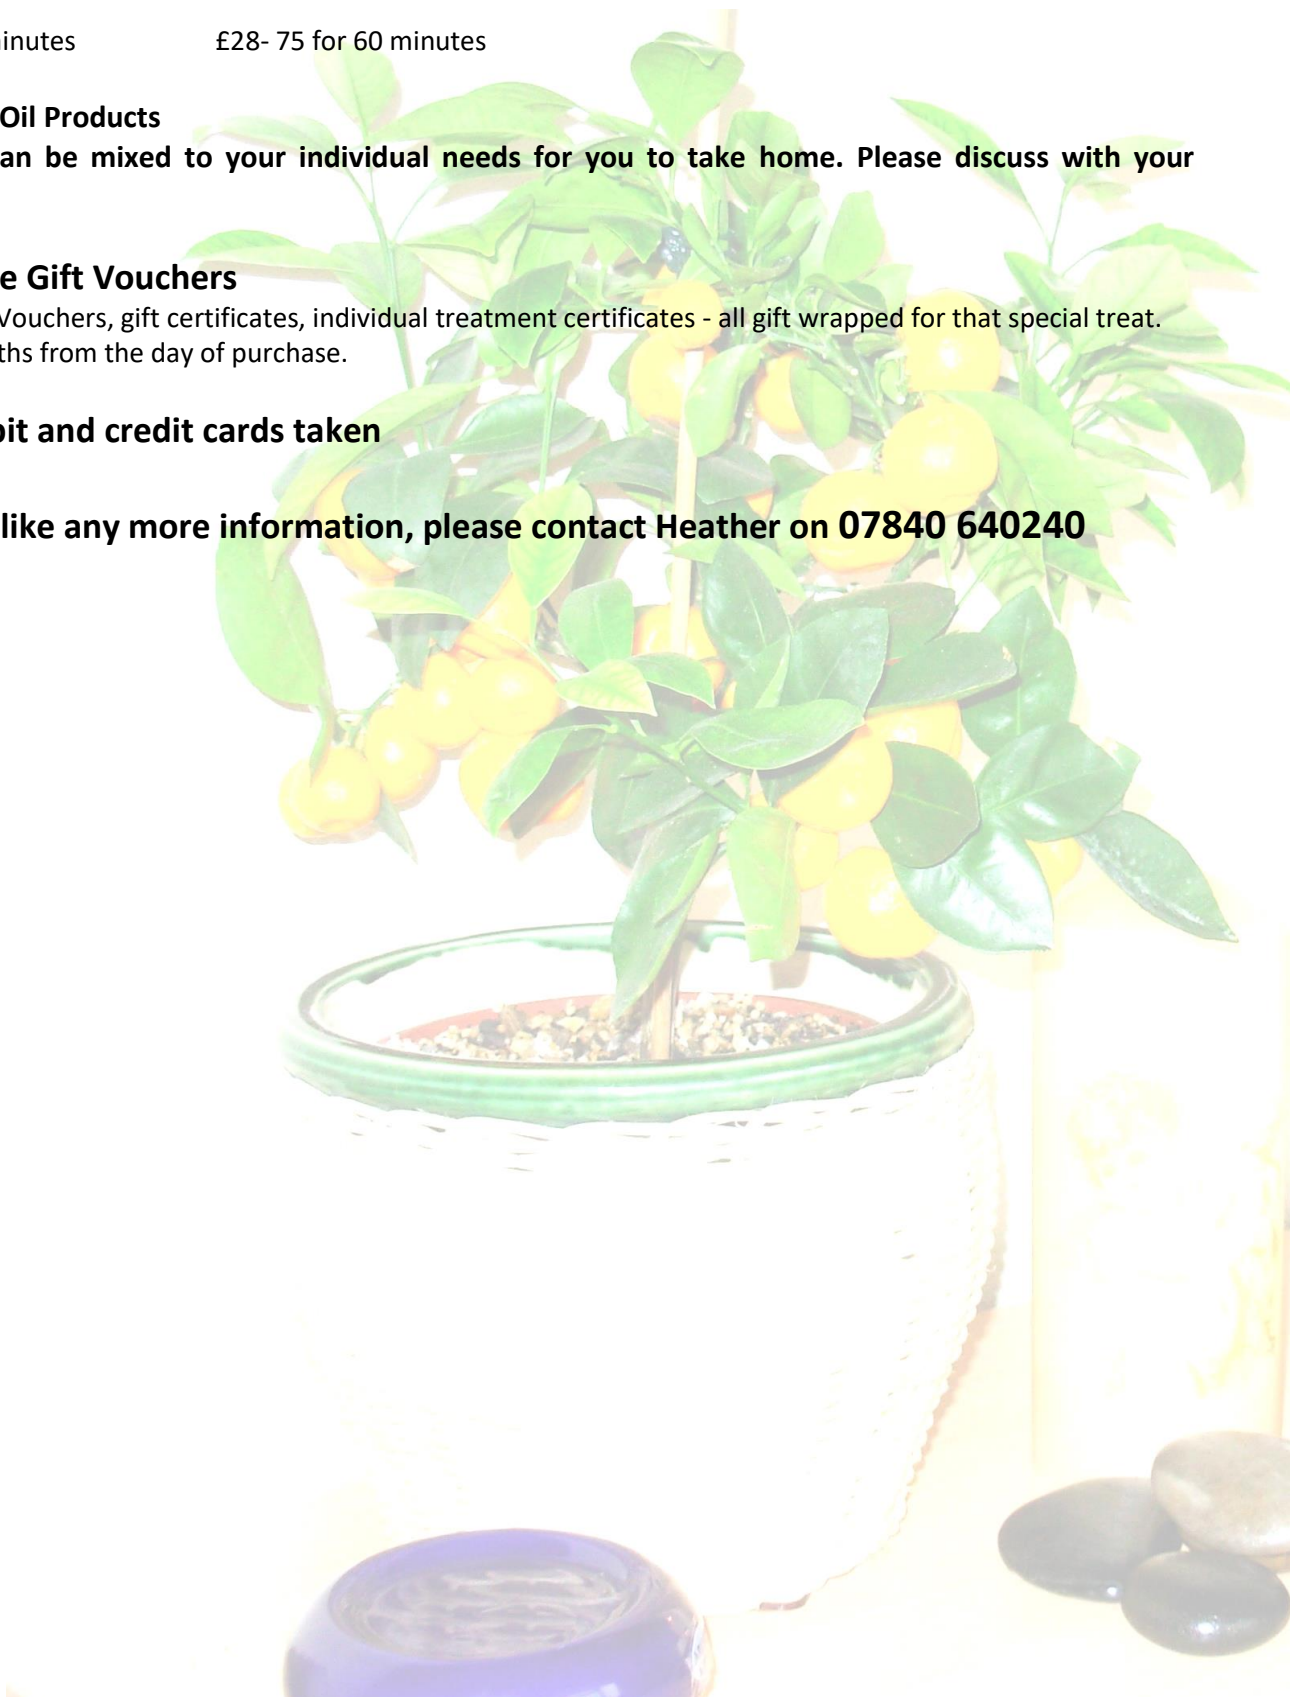 inutes £28- 75 for 60 minutes
Oil Products
an be mixed to your individual needs for you to take home. Please discuss with your
e Gift Vouchers
Vouchers, gift certificates, individual treatment certificates - all gift wrapped for that special treat.
ths from the day of purchase.
bit and credit cards taken
like any more information, please contact Heather on 07840 640240